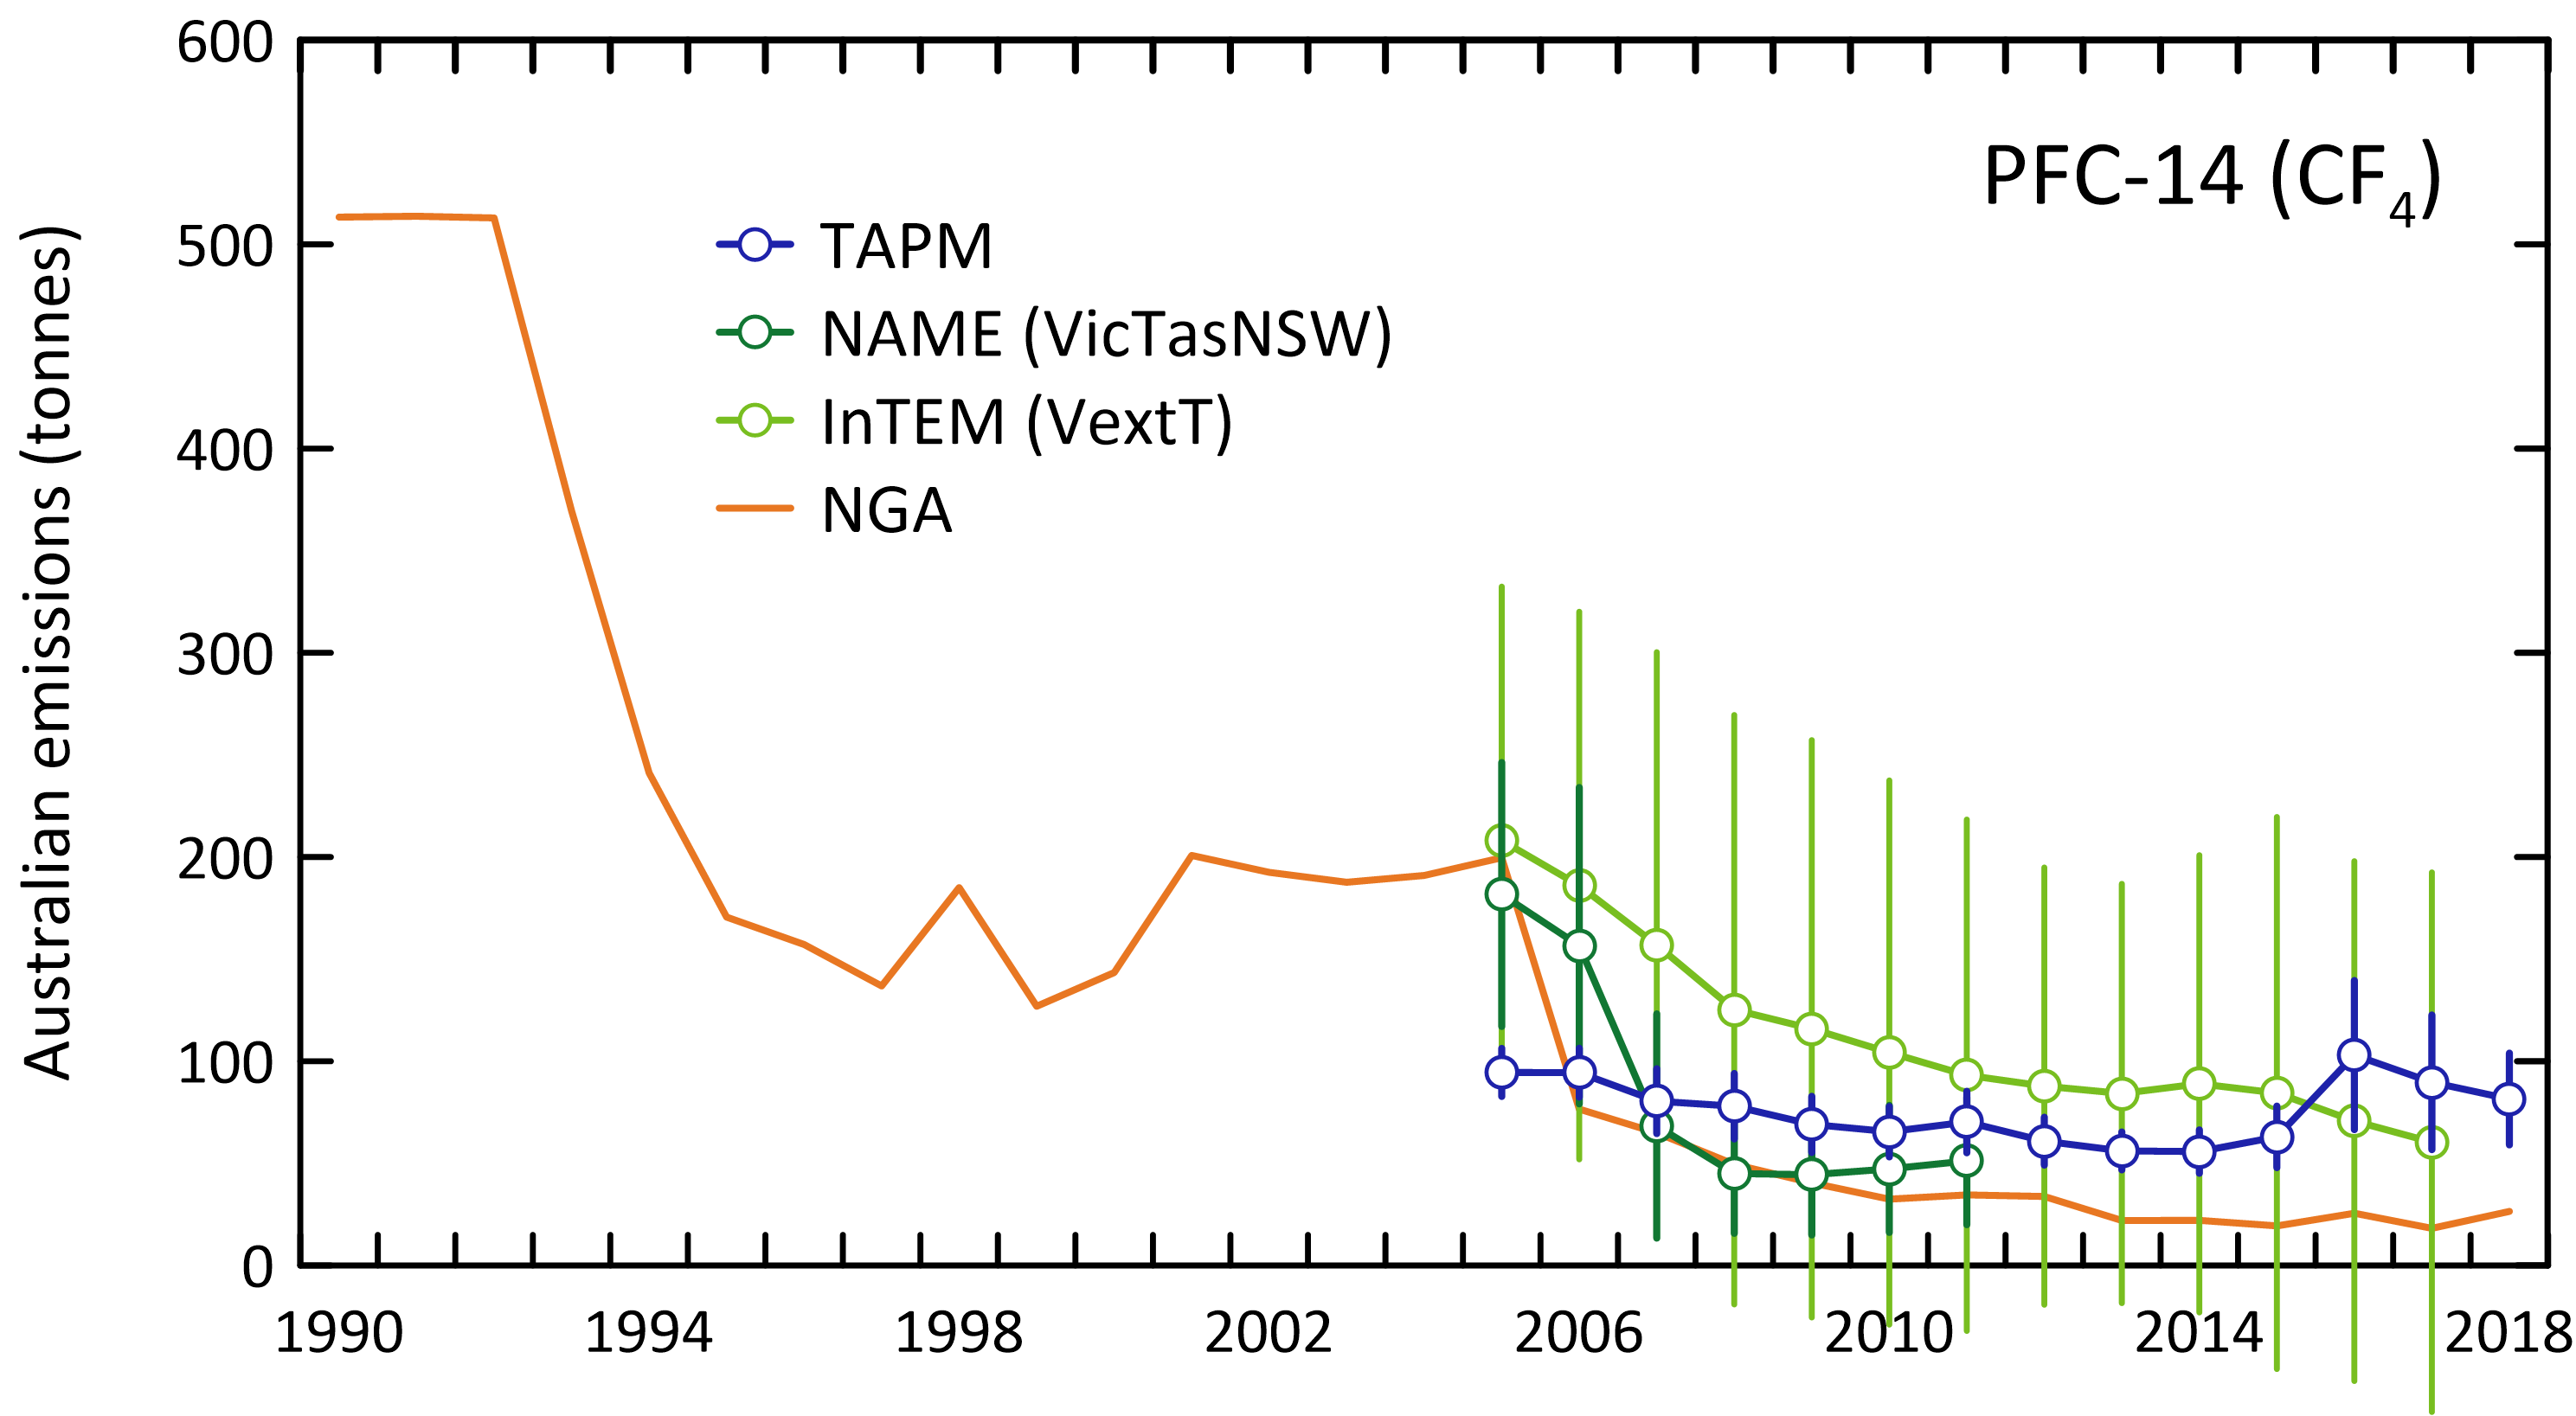 600
500
400
300
200
100
0
Australian emissions (tonnes)
PFC-14 (CF₄)
TAPM
NAME (VicTasNSW)
InTEM (VextT)
NGA
1990 1994 1998 2002 2006 2010 2014 2018